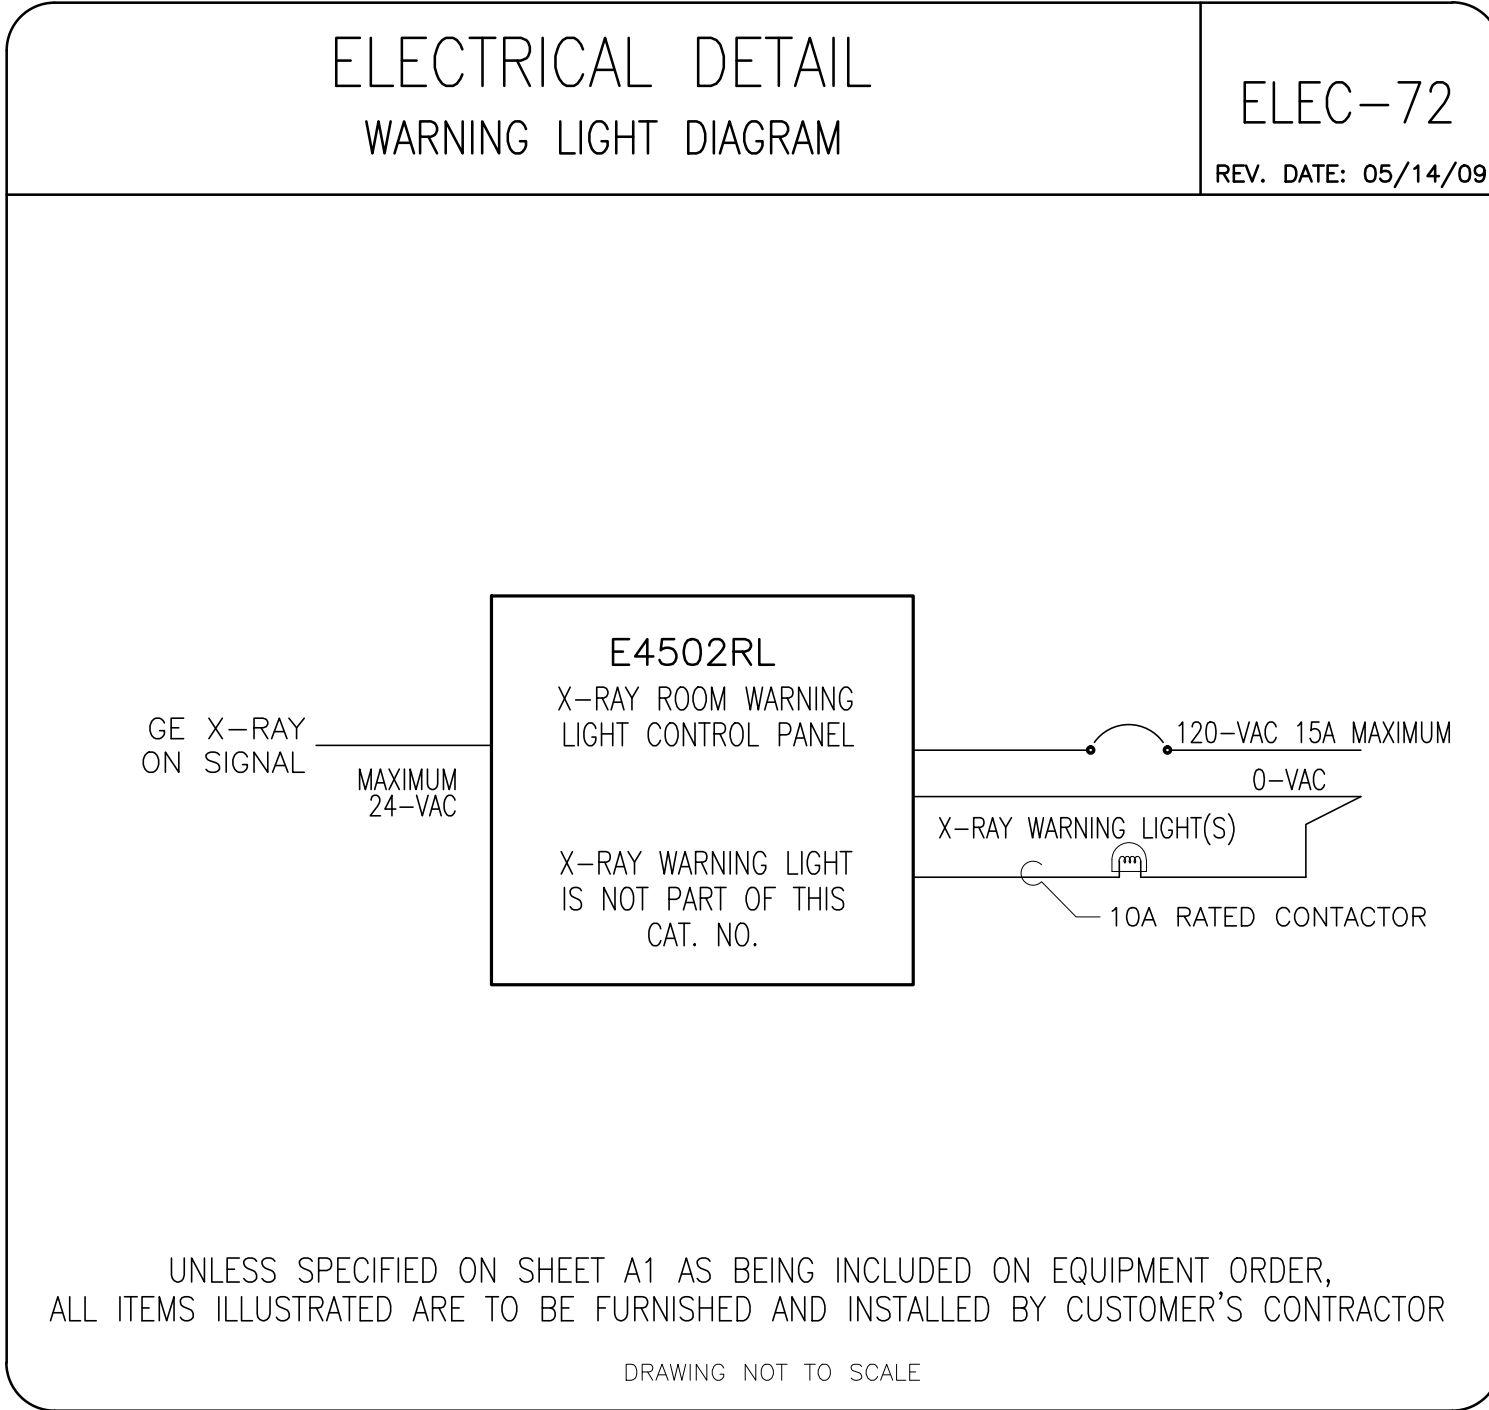 ELECTRICAL DETAIL
WARNING LIGHT DIAGRAM
ELEC-72
REV. DATE: 05/14/09
E4502RL
X-RAY ROOM WARNING
LIGHT CONTROL PANEL
GE X-RAY
ON SIGNAL
MAXIMUM
24-VAC
120-VAC 15A MAXIMUM
0-VAC
X-RAY WARNING LIGHT(S)
10A RATED CONTACTOR
X-RAY WARNING LIGHT
IS NOT PART OF THIS
CAT. NO.
UNLESS SPECIFIED ON SHEET A1 AS BEING INCLUDED ON EQUIPMENT ORDER,
ALL ITEMS ILLUSTRATED ARE TO BE FURNISHED AND INSTALLED BY CUSTOMER'S CONTRACTOR
DRAWING NOT TO SCALE